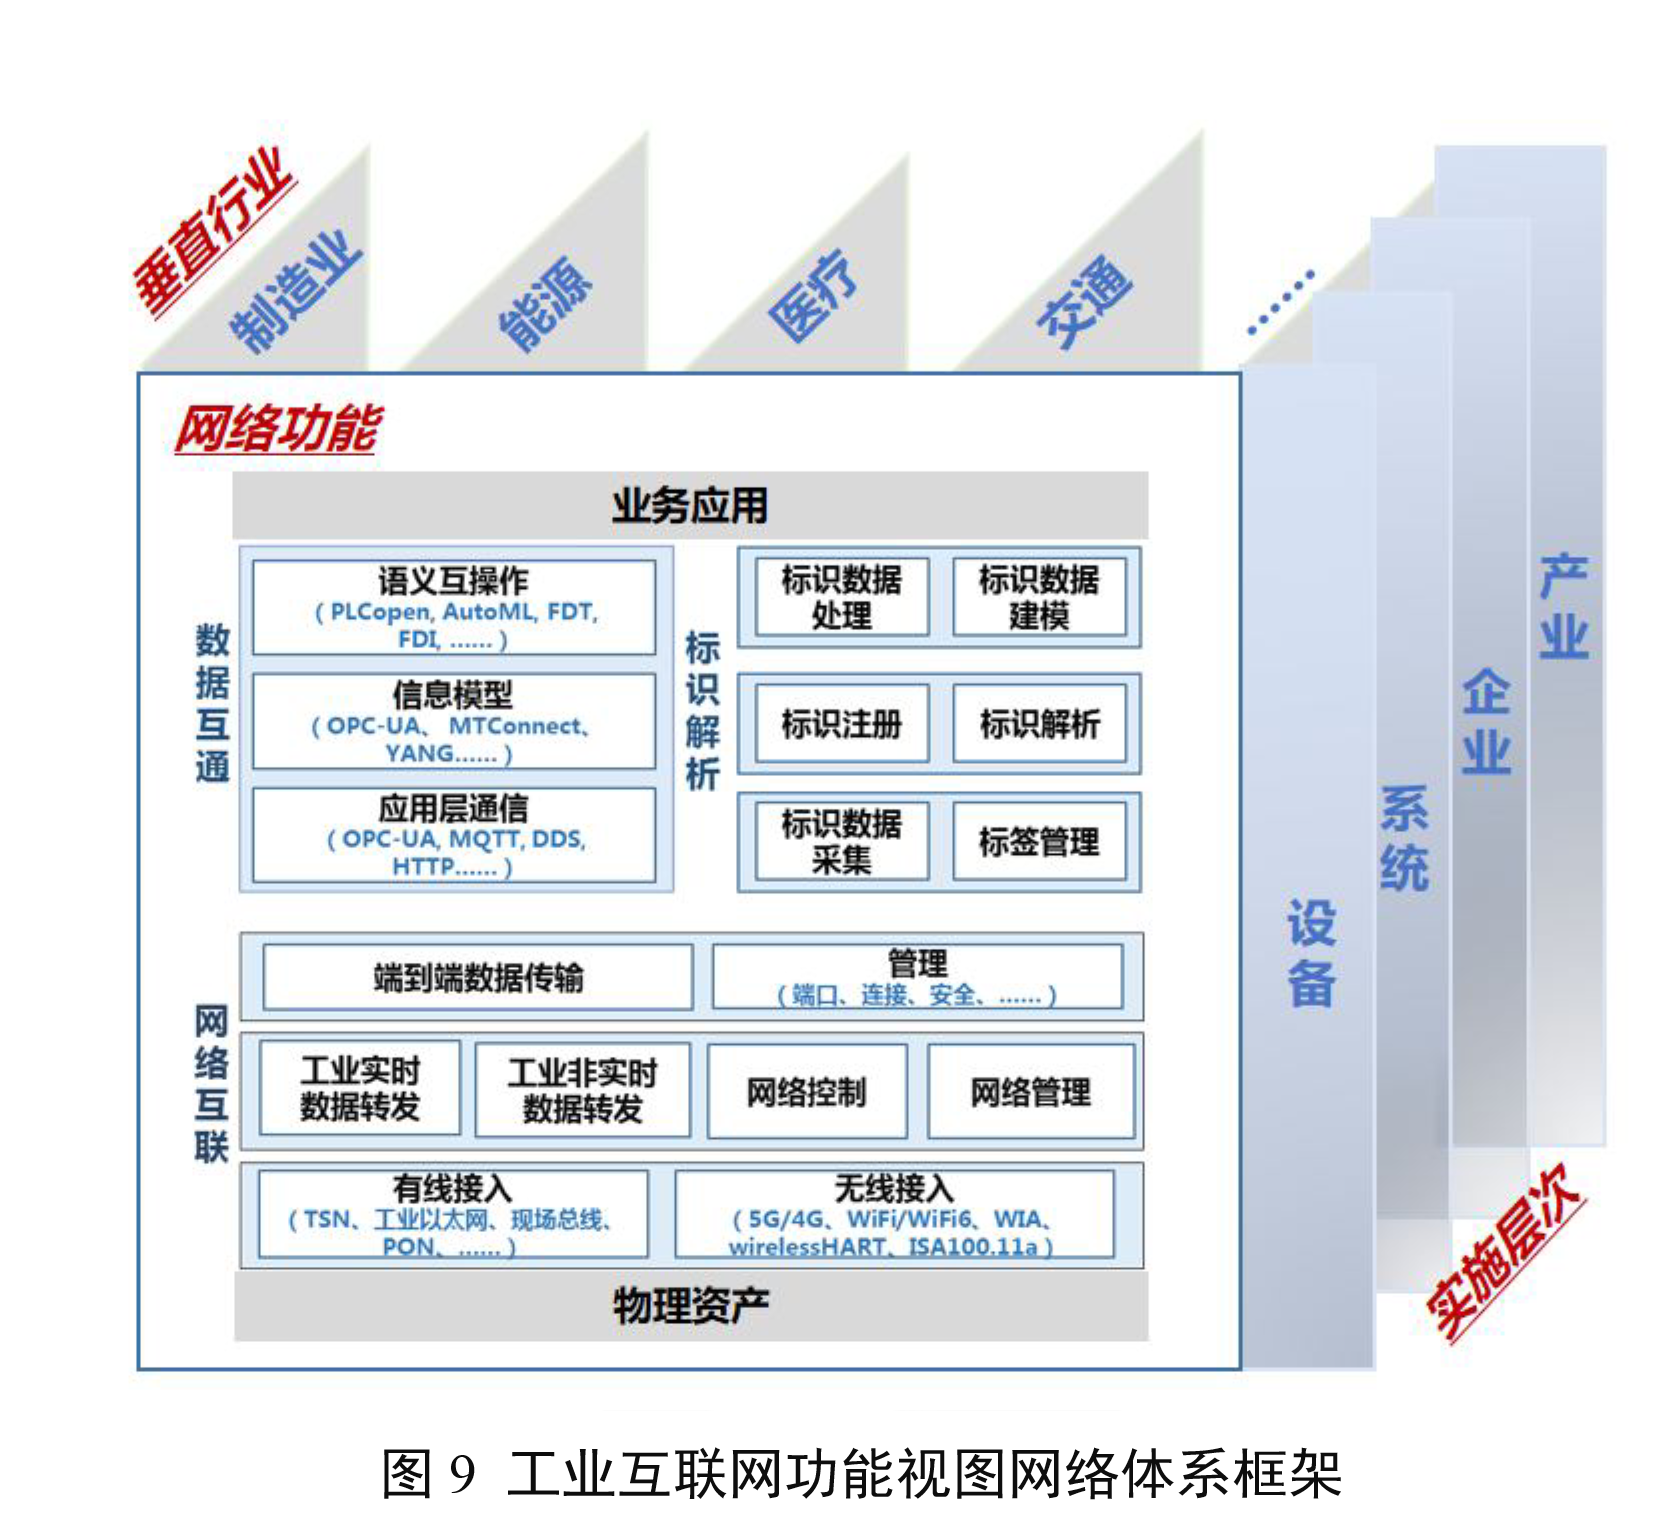 垂直行业
制造业
能源
医疗
交通
......
网络功能
业务应用
数据互通
语义互操作
（PLCopen, AutoML, FDT,
FDI, ......）
信息模型
（OPC-UA、 MTConnect、
YANG......）
应用层通信
（OPC-UA, MQTT, DDS,
HTTP......）
标识解析
标识数据
处理
标识数据
建模
标识注册
标识解析
标识数据
采集
标签管理
网络互联
端到端数据传输
管理
（端口、连接、安全、......）
工业实时
数据转发
工业非实时
数据转发
网络控制
网络管理
有线接入
（TSN、工业以太网、现场总线、
PON、......）
无线接入
（5G/4G、WiFi/WiFi6、WIA、
wirelessHART、ISA100.11a）
物理资产
设备
系统
企业
产业
实施层次
图 9 工业互联网功能视图网络体系框架